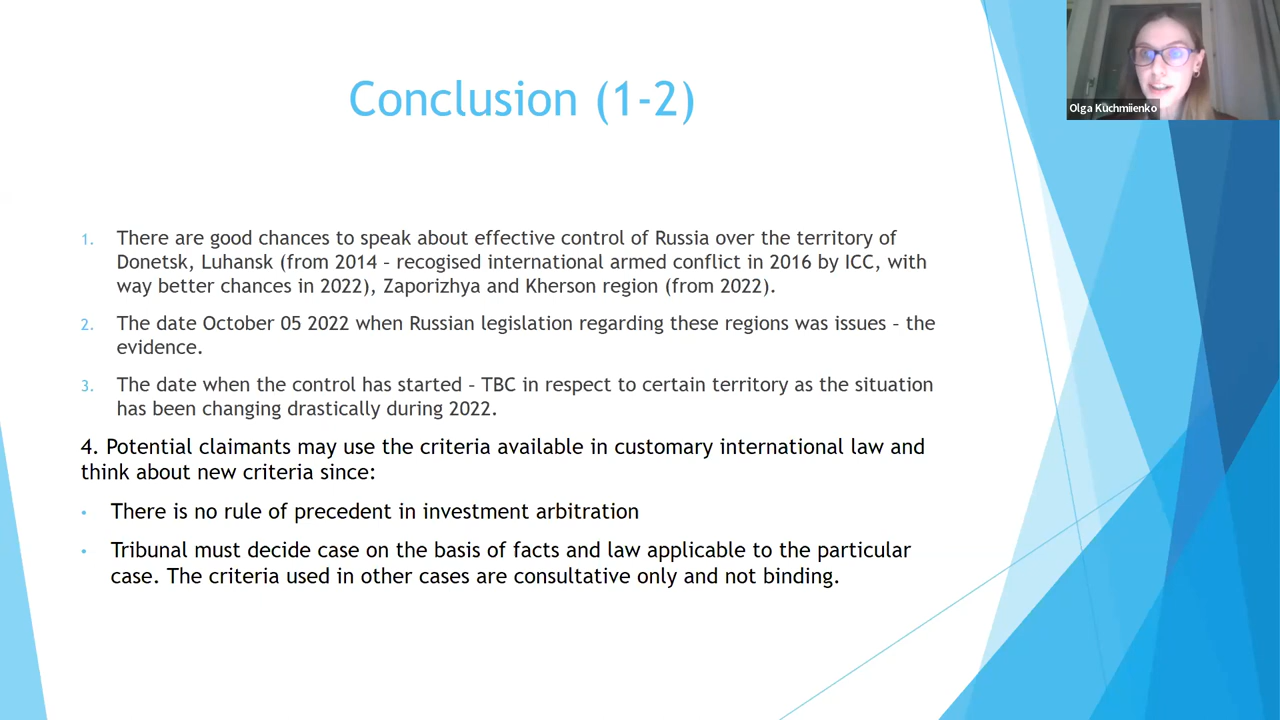 Conclusion (1-2)
Olga Kuchmiienko
1. There are good chances to speak about effective control of Russia over the territory of
Donetsk, Luhansk (from 2014 – recogised international armed conflict in 2016 by ICC, with
way better chances in 2022), Zaporizhya and Kherson region (from 2022).
2. The date October 05 2022 when Russian legislation regarding these regions was issues – the
evidence.
3. The date when the control has started – TBC in respect to certain territory as the situation
has been changing drastically during 2022.
4. Potential claimants may use the criteria available in customary international law and
think about new criteria since:
• There is no rule of precedent in investment arbitration
• Tribunal must decide case on the basis of facts and law applicable to the particular
case. The criteria used in other cases are consultative only and not binding.